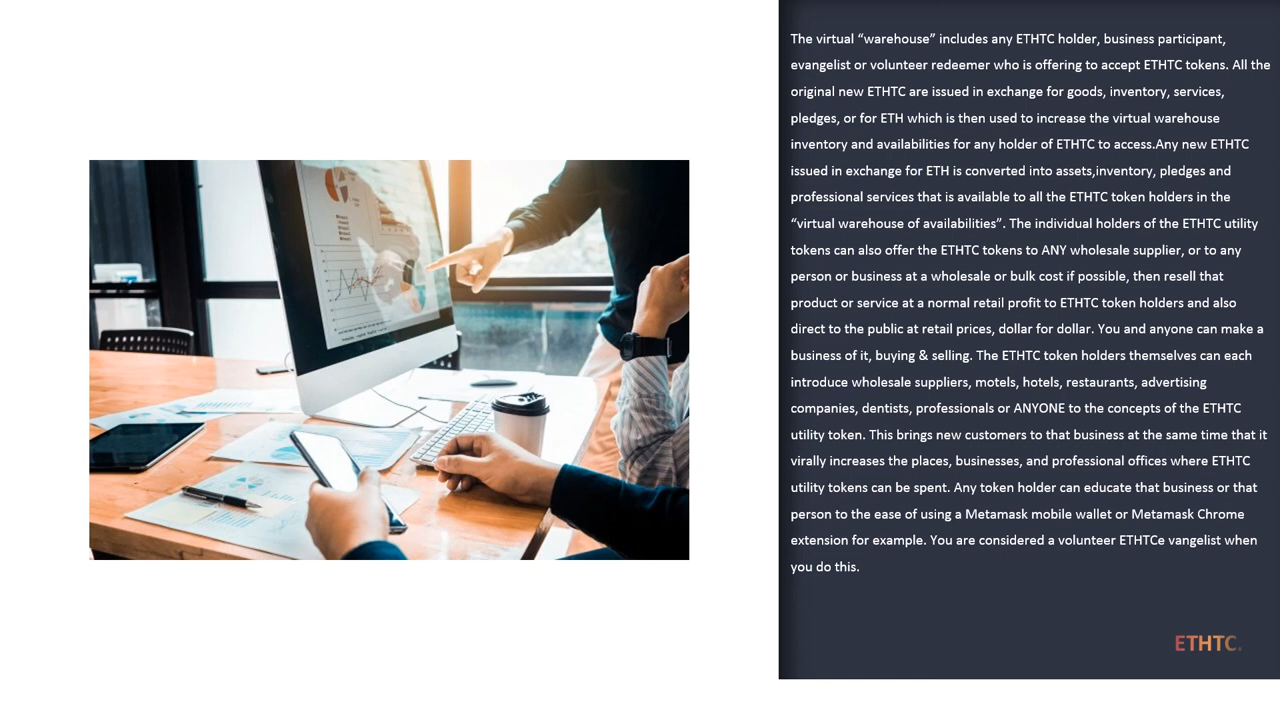 The virtual “warehouse” includes any ETHTC holder, business participant,
evangelist or volunteer redeemer who is offering to accept ETHTC tokens. All the
original new ETHTC are issued in exchange for goods, inventory, services,
pledges, or for ETH which is then used to increase the virtual warehouse
inventory and availabilities for any holder of ETHTC to access.Any new ETHTC
issued in exchange for ETH is converted into assets,inventory, pledges and
professional services that is available to all the ETHTC token holders in the
“virtual warehouse of availabilities”. The individual holders of the ETHTC utility
tokens can also offer the ETHTC tokens to ANY wholesale supplier, or to any
person or business at a wholesale or bulk cost if possible, then resell that
product or service at a normal retail profit to ETHTC token holders and also
direct to the public at retail prices, dollar for dollar. You and anyone can make a
business of it, buying & selling. The ETHTC token holders themselves can each
introduce wholesale suppliers, motels, hotels, restaurants, advertising
companies, dentists, professionals or ANYONE to the concepts of the ETHTC
utility token. This brings new customers to that business at the same time that it
virally increases the places, businesses, and professional offices where ETHTC
utility tokens can be spent. Any token holder can educate that business or that
person to the ease of using a Metamask mobile wallet or Metamask Chrome
extension for example. You are considered a volunteer ETHTCe vangelist when
you do this.
ETHTC